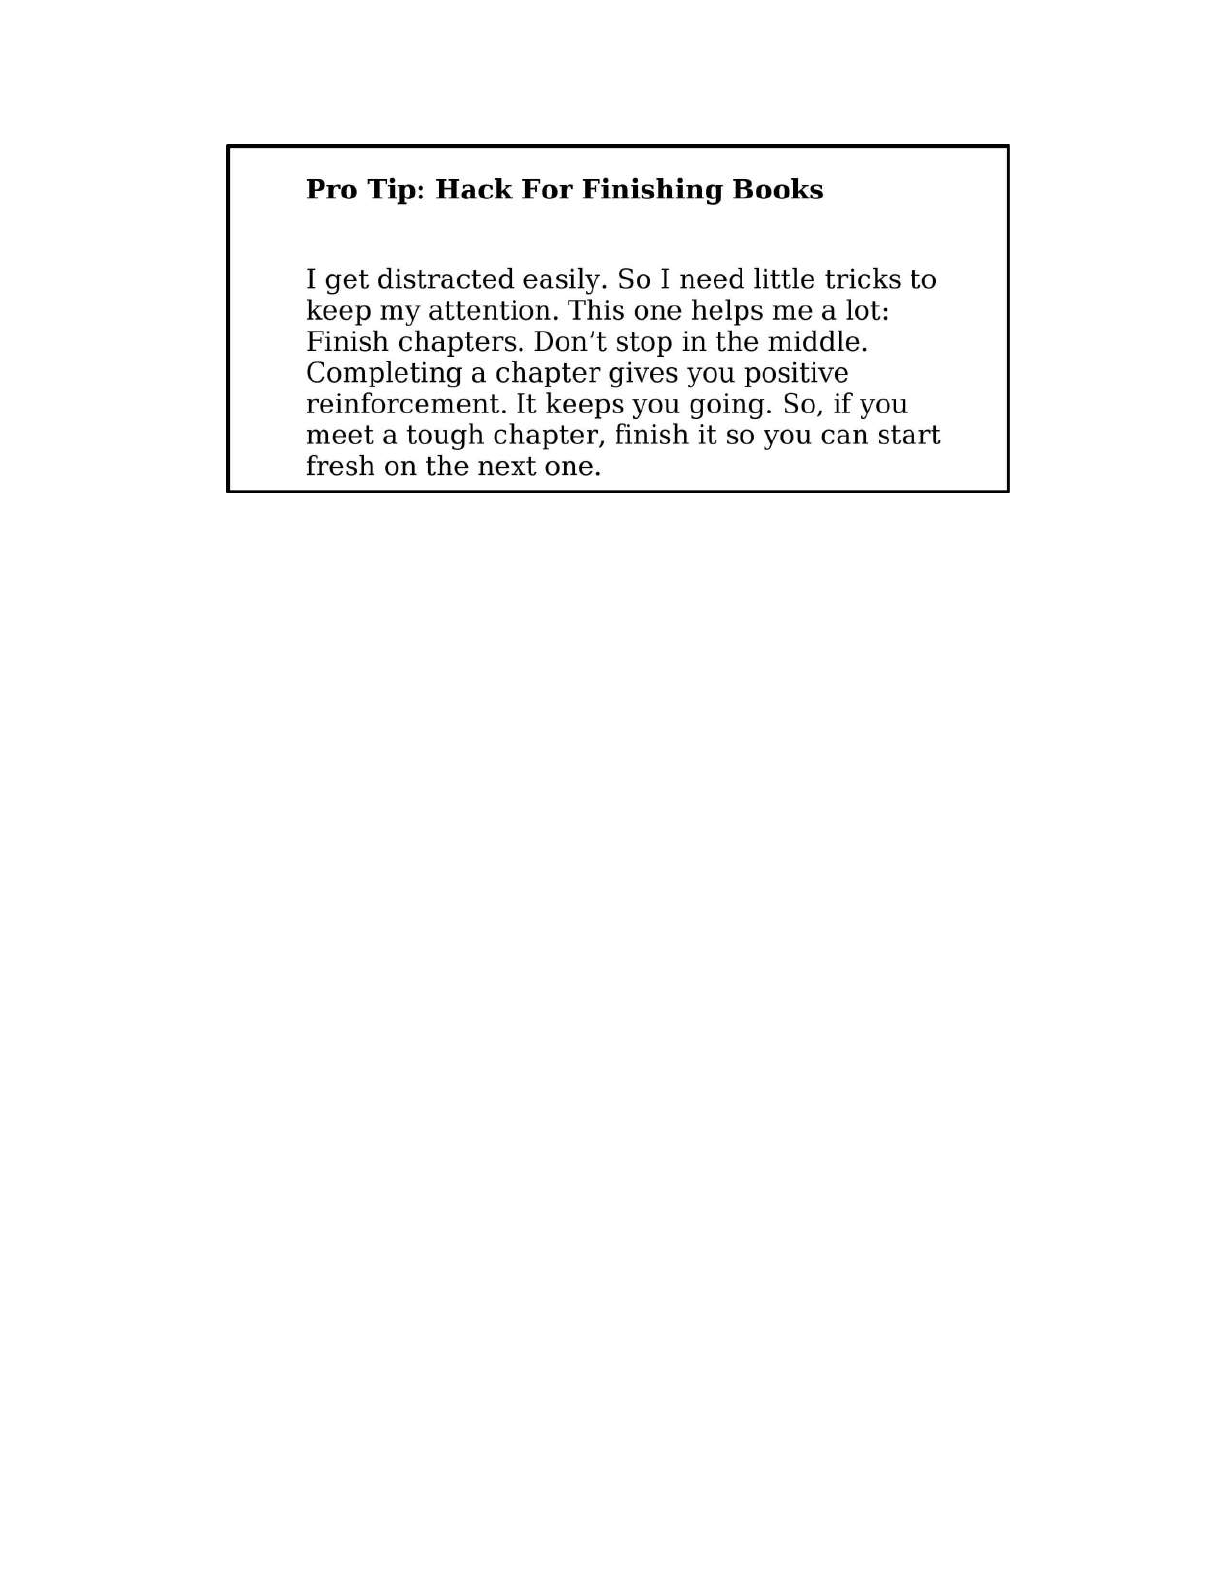 Pro Tip: Hack For Finishing Books
I get distracted easily. So I need little tricks to
keep my attention. This one helps me a lot:
Finish chapters. Don’t stop in the middle.
Completing a chapter gives you positive
reinforcement. It keeps you going. So, if you
meet a tough chapter, finish it so you can start
fresh on the next one.